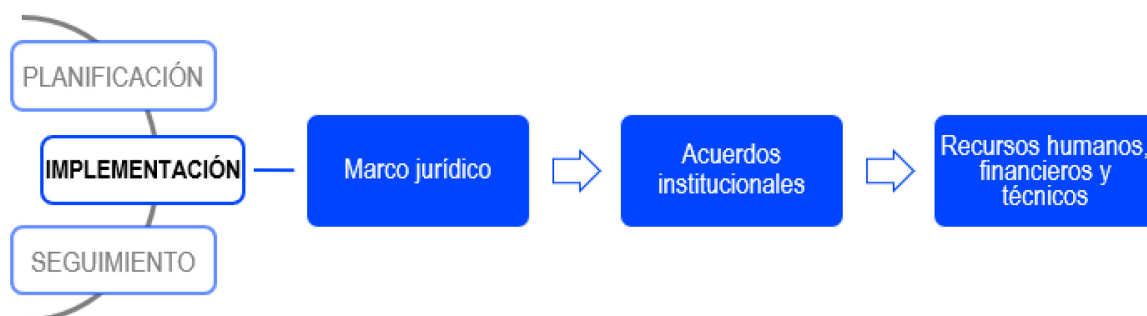 PLANIFICACIÓN
IMPLEMENTACIÓN
SEGUIMIENTO
Marco jurídico
Acuerdos
institucionales
Recursos humanos,
financieros y
técnicos